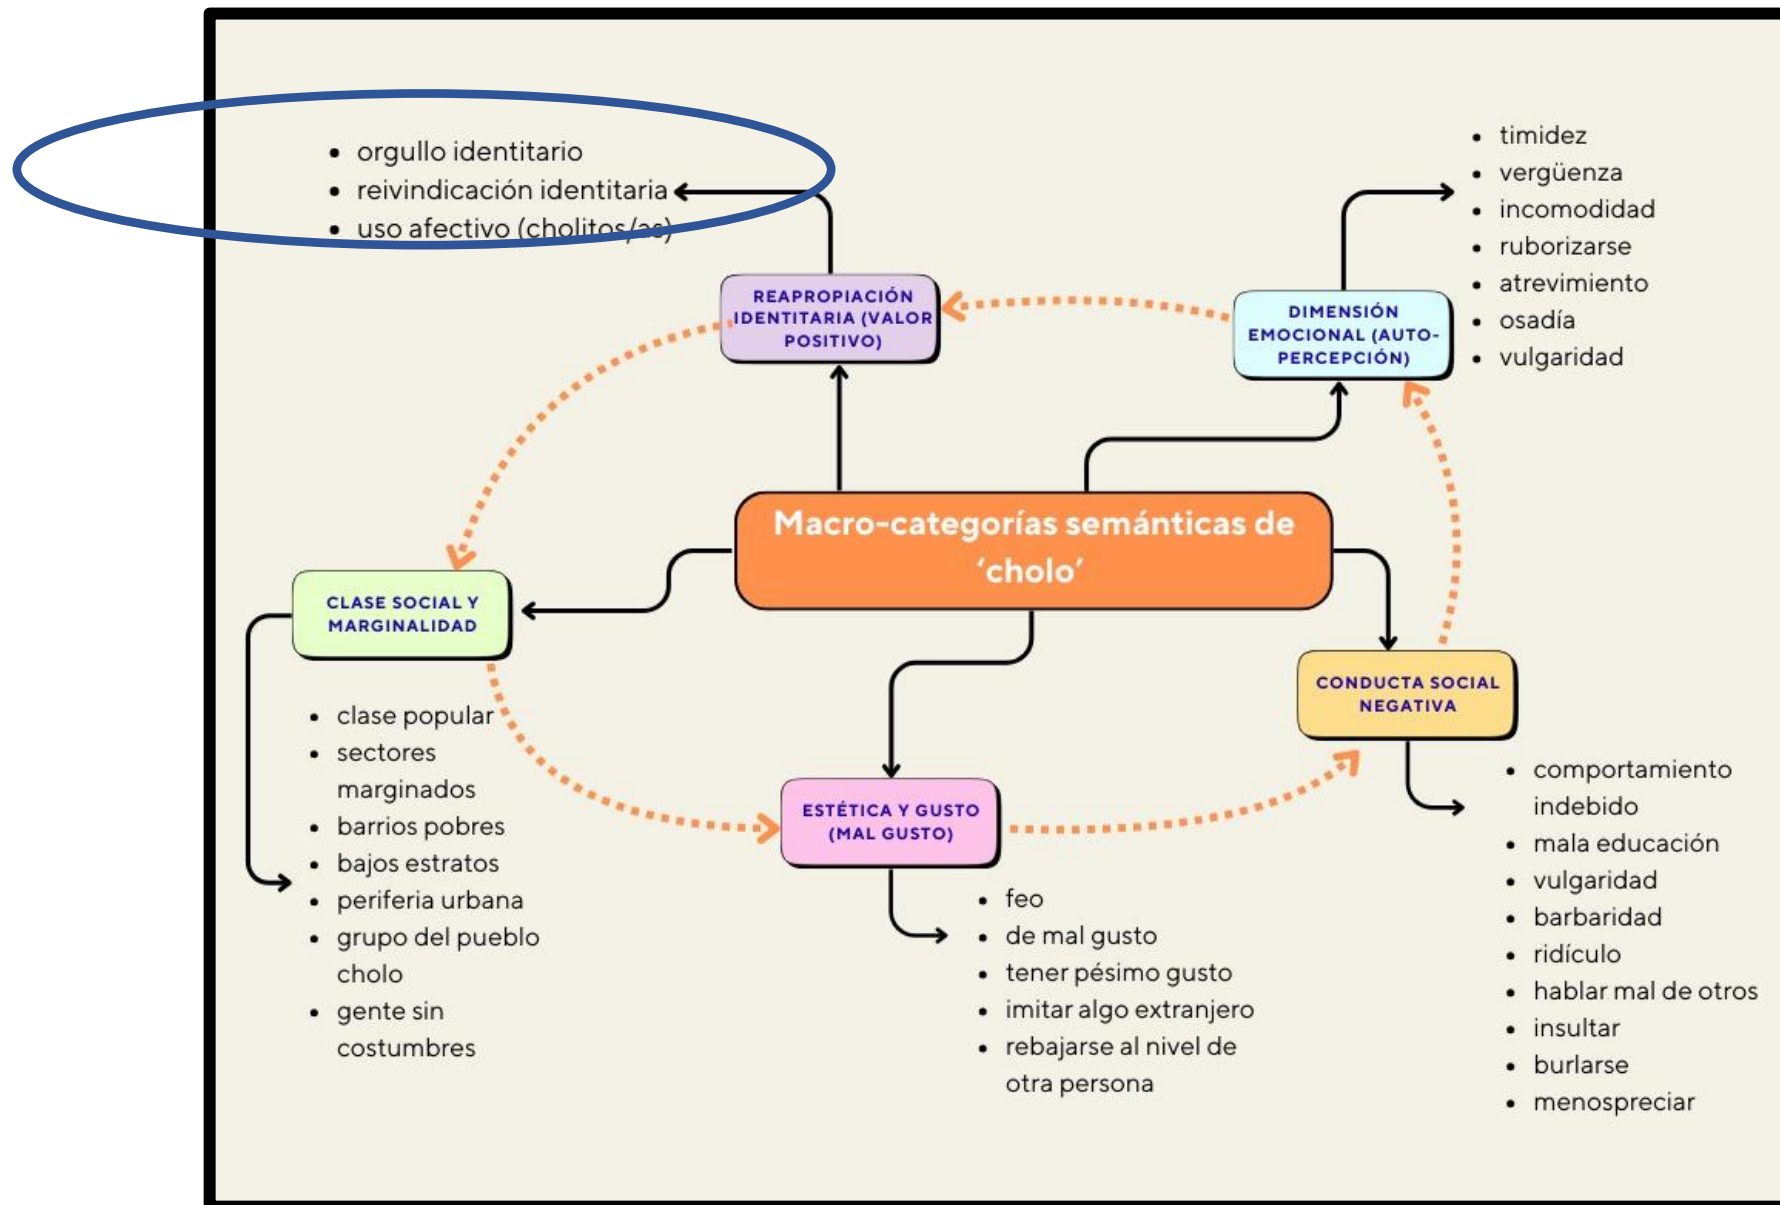 • orgullo identitario
• reivindicación identitaria
• uso afectivo (cholitos/as)
• timidez
• vergüenza
• incomodidad
• ruborizarse
• atrevimiento
• osadía
• vulgaridad
REAPROPIACIÓN
IDENTITARIA (VALOR
POSITIVO)
DIMENSIÓN
EMOCIONAL (AUTO-
PERCEPCIÓN)
Macro-categorías semánticas de
‘cholo’
CLASE SOCIAL Y
MARGINALIDAD
• clase popular
• sectores
marginados
• barrios pobres
• bajos estratos
• periferia urbana
• grupo del pueblo
cholo
• gente sin
costumbres
ESTÉTICA Y GUSTO
(MAL GUSTO)
• feo
• de mal gusto
• tener pésimo gusto
• imitar algo extranjero
• rebajarse al nivel de
otra persona
CONDUCTA SOCIAL
NEGATIVA
• comportamiento
indebido
• mala educación
• vulgaridad
• barbaridad
• ridículo
• hablar mal de otros
• insultar
• burlarse
• menospreciar